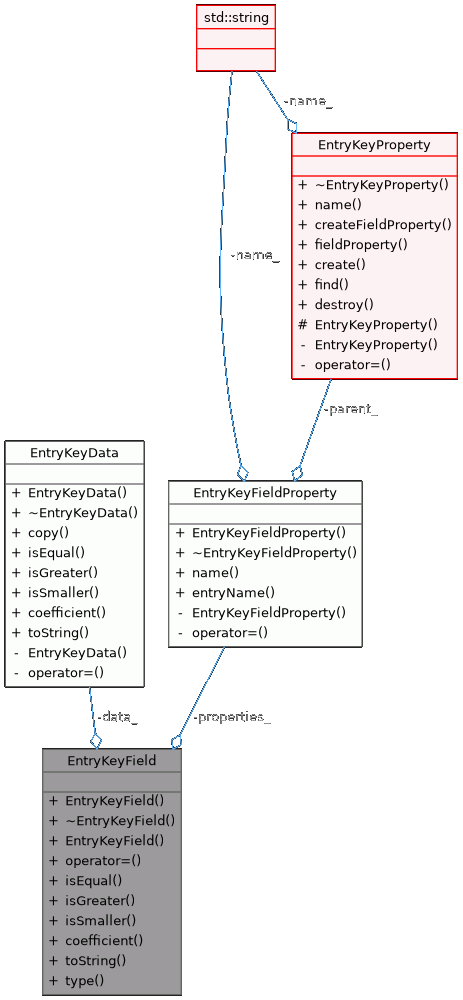 std::string
-name_
EntryKeyProperty
+ ~EntryKeyProperty()
+ name()
+ createFieldProperty()
+ fieldProperty()
+ create()
+ find()
+ destroy()
# EntryKeyProperty()
- EntryKeyProperty()
- operator=()
-name_
-parent_
EntryKeyData
+ EntryKeyData()
+ ~EntryKeyData()
+ copy()
+ isEqual()
+ isGreater()
+ isSmaller()
+ coefficient()
+ toString()
- EntryKeyData()
- operator=()
EntryKeyFieldProperty
+ EntryKeyFieldProperty()
+ ~EntryKeyFieldProperty()
+ name()
+ entryName()
- EntryKeyFieldProperty()
- operator=()
-data_
-properties_
EntryKeyField
+ EntryKeyField()
+ ~EntryKeyField()
+ EntryKeyField()
+ operator=()
+ isEqual()
+ isGreater()
+ isSmaller()
+ coefficient()
+ toString()
+ type()